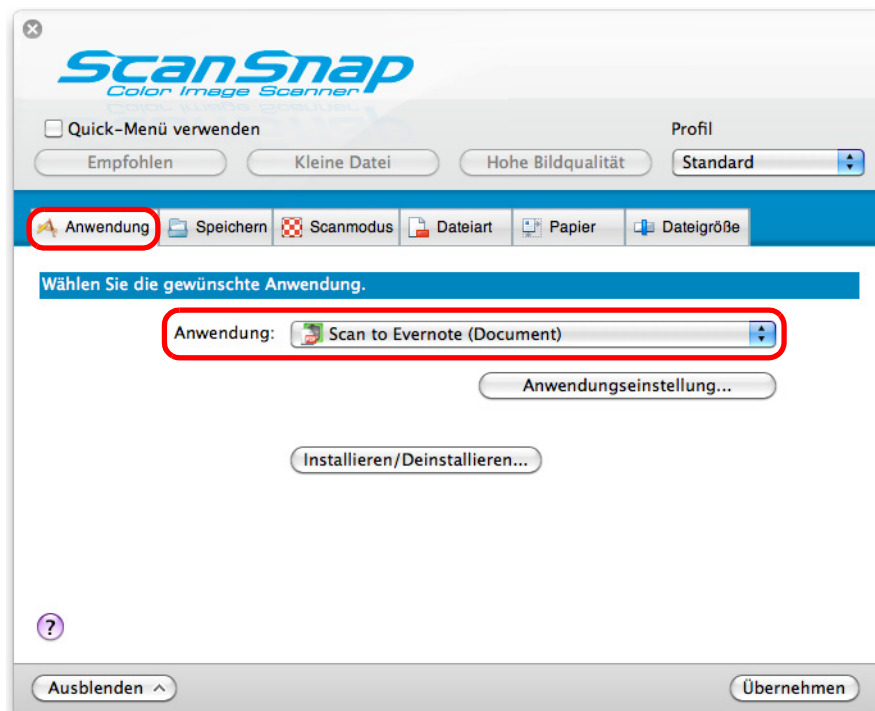 ScanSnap
Color Image Scanner
Quick-Menü verwenden
Profil
Empfohlen
Kleine Datei
Hohe Bildqualität
Standard
Anwendung
Speichern
Scanmodus
Dateiart
Papier
Dateigröße
Wählen Sie die gewünschte Anwendung.
Anwendung:
Scan to Evernote (Document)
Anwendungseinstellung...
Installieren/Deinstallieren...
?
Ausblenden
Übernehmen